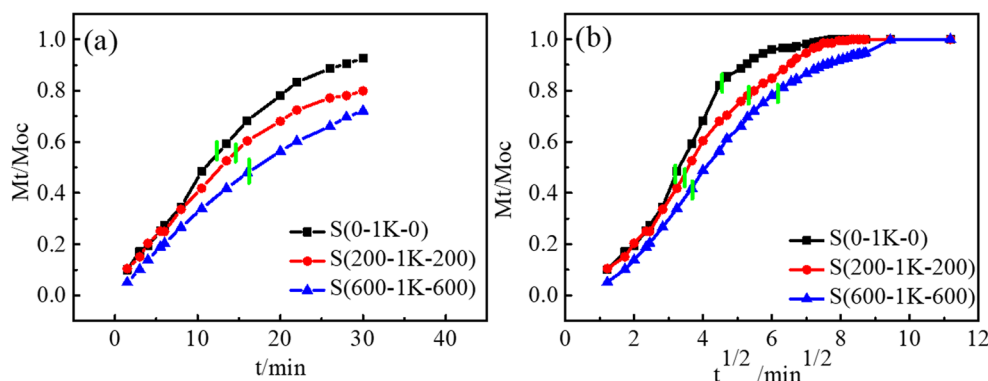 (a)
1.0
0.8
0.6
0.4
0.2
0.0
Mt/Moc
S(0-1K-0)
S(200-1K-200)
S(600-1K-600)
0 10 20 30 40
t/min
(b)
1.0
0.8
0.6
0.4
0.2
0.0
Mt/Moc
S(0-1K-0)
S(200-1K-200)
S(600-1K-600)
0 2 4 6 8 10 12
t^1/2/min^1/2